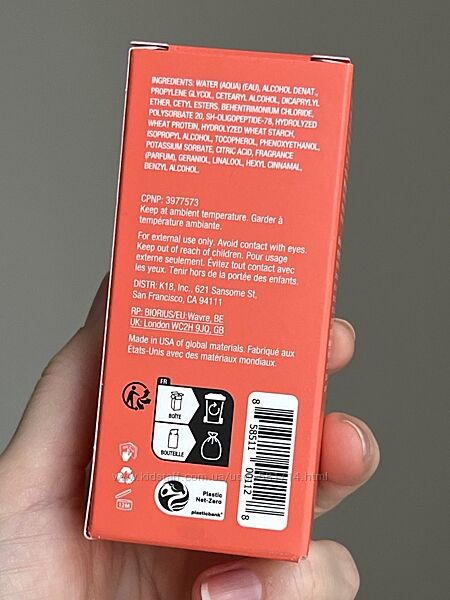 INGREDIENTS: WATER (AQUA) (EAU), ALCOHOL DENAT.,
PROPYLENE GLYCOL, CETEARYL ALCOHOL, DICAPRYLYL
ETHER, CETYL ESTERS, BEHENTRIMONIUM CHLORIDE,
POLYSORBATE 20, SH-OLIGOPEPTIDE-78, HYDROLYZED
WHEAT PROTEIN, HYDROLYZED WHEAT STARCH,
ISOPROPYL ALCOHOL, TOCOPHEROL, PHENOXYETHANOL,
POTASSIUM SORBATE, CITRIC ACID, FRAGRANCE
(PARFUM), GERANIOL, LINALOOL, HEXYL CINNAMAL,
BENZYL ALCOHOL.
CPNP: 3977573
Keep at ambient temperature. Garder à
température ambiante.
For external use only. Avoid contact with eyes.
Keep out of reach of children. Pour usage
externe seulement. Évitez tout contact avec
les yeux. Tenir hors de la portée des enfants.
DISTR: K18, Inc., 621 Sansome St,
San Francisco, CA 94111
RP: BIORIUS/EU: Wavre, BE
UK: London WC2H 9JQ, GB
Made in USA of global materials. Fabriqué aux
États-Unis avec des matériaux mondiaux.
FR
BOÎTE
BOUTEILLE
12M
Plastic
Net-Zero
plasticbank
8 58511 00112 8